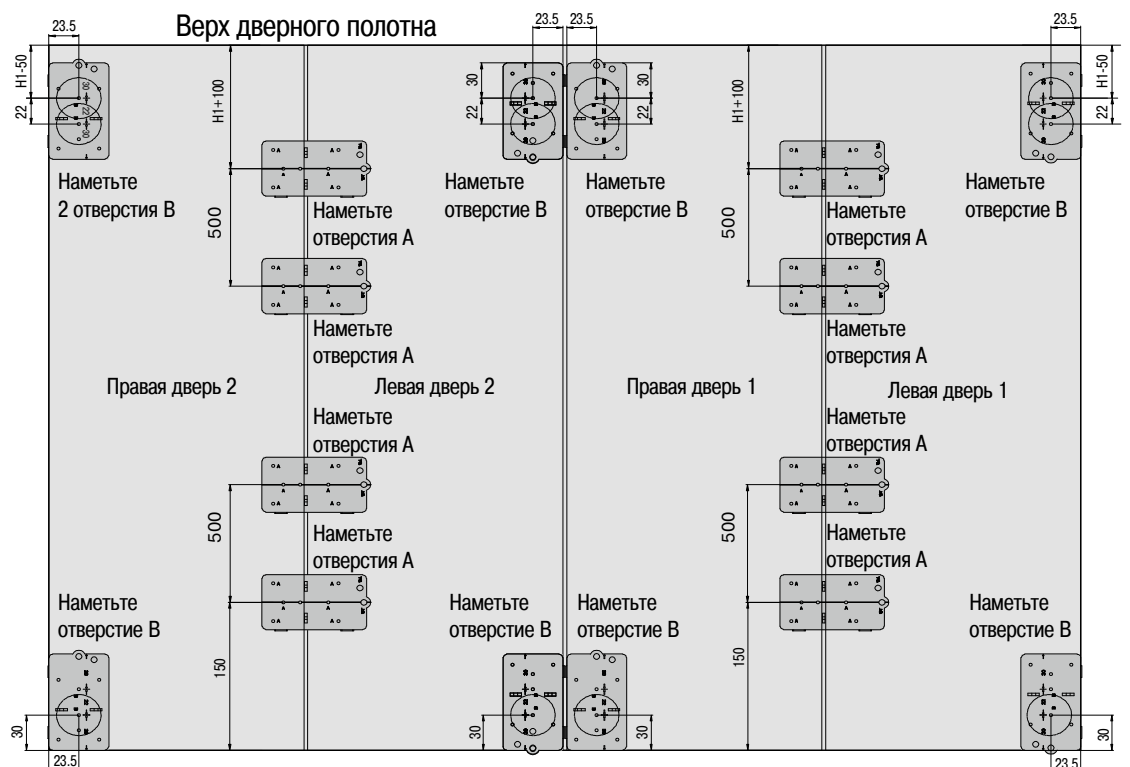 Верх дверного полотна
23.5
23.5
23.5
23.5
H1-50
22
H1+100
30
22
30
22
H1+100
H1-50
22
Наметьте
2 отверстия В
Наметьте
отверстие В
Наметьте
отверстие В
Наметьте
отверстие В
500
Наметьте
отверстия А
500
Наметьте
отверстия А
Наметьте
отверстия А
Наметьте
отверстия А
Правая дверь 2
Левая дверь 2
Правая дверь 1
Левая дверь 1
Наметьте
отверстия А
Наметьте
отверстия А
500
500
Наметьте
отверстия А
Наметьте
отверстия А
Наметьте
отверстие В
Наметьте
отверстие В
Наметьте
отверстие В
Наметьте
отверстие В
150
150
30
30
30
30
23.5
23.5